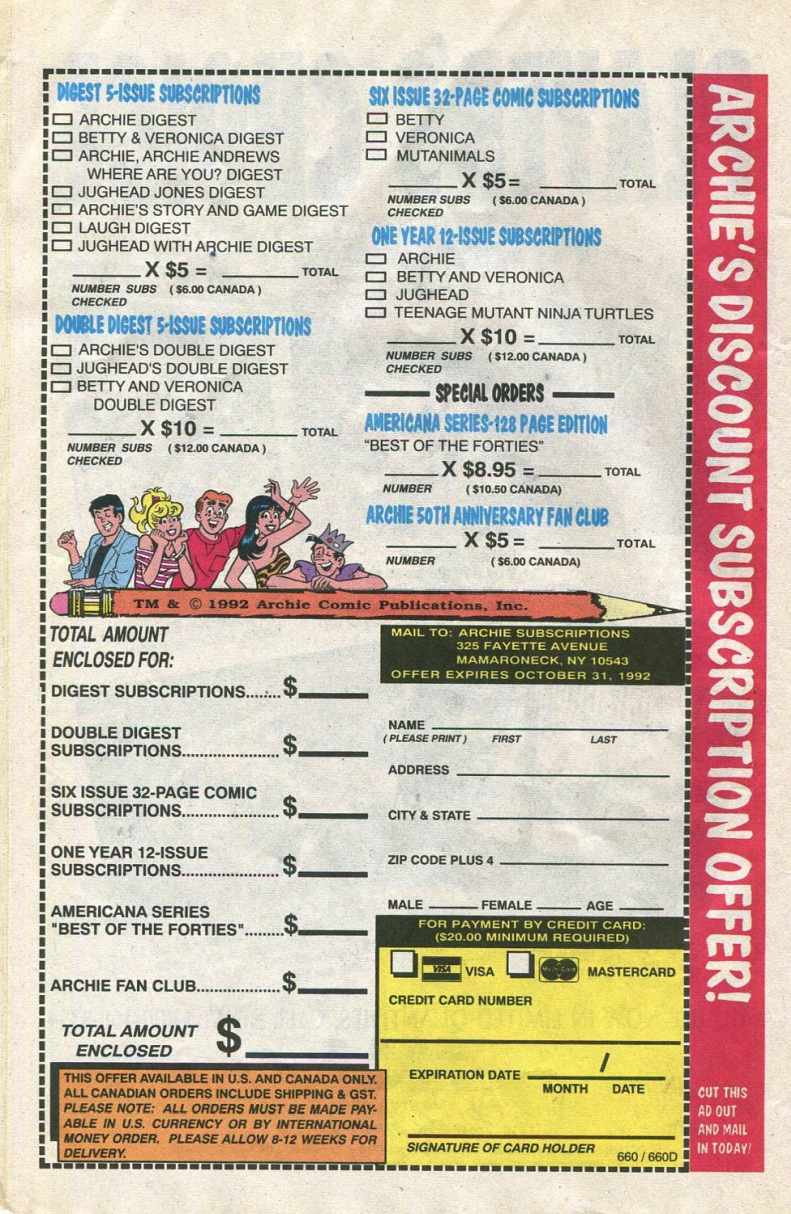 DIGEST 5-ISSUE SUBSCRIPTIONS
ARCHIE DIGEST
BETTY & VERONICA DIGEST
ARCHIE, ARCHIE ANDREWS
WHERE ARE YOU? DIGEST
JUGHEAD JONES DIGEST
ARCHIE'S STORY AND GAME DIGEST
LAUGH DIGEST
JUGHEAD WITH ARCHIE DIGEST
X $5 = TOTAL
NUMBER SUBS ($6.00 CANADA)
CHECKED
DOUBLE DIGEST 5-ISSUE SUBSCRIPTIONS
ARCHIE'S DOUBLE DIGEST
JUGHEAD'S DOUBLE DIGEST
BETTY AND VERONICA
DOUBLE DIGEST
X $10 = TOTAL
NUMBER SUBS ($12.00 CANADA)
CHECKED
SIX ISSUE 32-PAGE COMIC SUBSCRIPTIONS
BETTY
VERONICA
MUTANIMALS
X $5 = TOTAL
NUMBER SUBS ($6.00 CANADA)
CHECKED
ONE YEAR 12-ISSUE SUBSCRIPTIONS
ARCHIE
BETTY AND VERONICA
JUGHEAD
TEENAGE MUTANT NINJA TURTLES
X $10 = TOTAL
NUMBER SUBS ($12.00 CANADA)
CHECKED
SPECIAL ORDERS
AMERICANA SERIES-128 PAGE EDITION
"BEST OF THE FORTIES"
X $8.95 = TOTAL
NUMBER ($10.50 CANADA)
ARCHIE 50TH ANNIVERSARY FAN CLUB
X $5 = TOTAL
NUMBER ($6.00 CANADA)
TM & © 1992 Archie Comic Publications, Inc.
TOTAL AMOUNT
ENCLOSED FOR:
DIGEST SUBSCRIPTIONS........$
DOUBLE DIGEST
SUBSCRIPTIONS......................$
SIX ISSUE 32-PAGE COMIC
SUBSCRIPTIONS......................$
ONE YEAR 12-ISSUE
SUBSCRIPTIONS......................$
AMERICANA SERIES
"BEST OF THE FORTIES"........$
ARCHIE FAN CLUB..................$
TOTAL AMOUNT
ENCLOSED $
THIS OFFER AVAILABLE IN U.S. AND CANADA ONLY.
ALL CANADIAN ORDERS INCLUDE SHIPPING & GST.
PLEASE NOTE: ALL ORDERS MUST BE MADE PAY-
ABLE IN U.S. CURRENCY OR BY INTERNATIONAL
MONEY ORDER. PLEASE ALLOW 8-12 WEEKS FOR
DELIVERY.
MAIL TO: ARCHIE SUBSCRIPTIONS
325 FAYETTE AVENUE
MAMARONECK, NY 10543
OFFER EXPIRES OCTOBER 31, 1992
NAME
(PLEASE PRINT) FIRST LAST
ADDRESS
CITY & STATE
ZIP CODE PLUS 4
MALE FEMALE AGE
FOR PAYMENT BY CREDIT CARD:
($20.00 MINIMUM REQUIRED)
VISA VISA MasterCard MASTERCARD
CREDIT CARD NUMBER
EXPIRATION DATE /
MONTH DATE
SIGNATURE OF CARD HOLDER 660 / 660D
ARCHIE'S DISCOUNT SUBSCRIPTION OFFER!
CUT THIS
AD OUT
AND MAIL
IN TODAY!